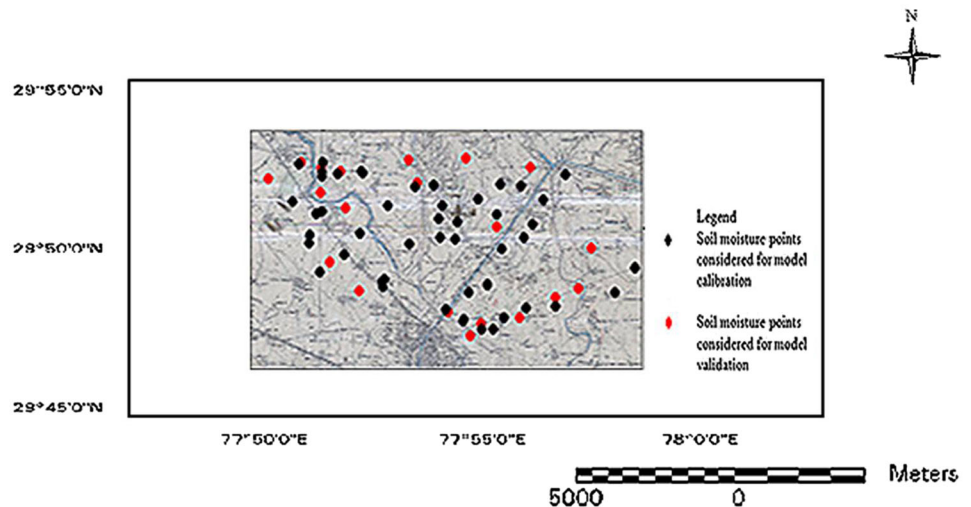 N
29°55'0"N
29°50'0"N
29°45'0"N
77°50'0"E
77°55'0"E
78°0'0"E
Legend
Soil moisture points
considered for model
calibration
Soil moisture points
considered for model
validation
Meters
5000 0